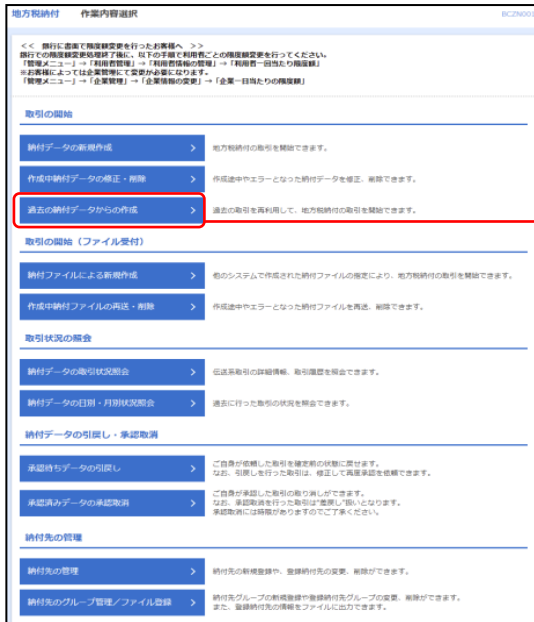 地方税納付 作業内容選択 BCZN001
<< 銀行に書面で限度額変更を行ったお客様へ >>
銀行での限度額変更処理終了後に、以下の手順で利用者ごとの限度額変更を行ってください。
「管理メニュー」→「利用者管理」→「利用者情報の管理」→「利用者一回当たり限度額」
※お客様によっては企業管理にて変更が必要になります。
「管理メニュー」→「企業管理」→「企業情報の変更」→「企業一日当たりの限度額」
取引の開始
納付データの新規作成 > 地方税納付の取引を開始できます。
作成中納付データの修正・削除 > 作成途中やエラーとなった納付データを修正、削除できます。
過去の納付データからの作成 > 過去の取引を再利用して、地方税納付の取引を開始できます。
取引の開始（ファイル受付）
納付ファイルによる新規作成 > 他のシステムで作成された納付ファイルの指定により、地方税納付の取引を開始できます。
作成中納付ファイルの再送・削除 > 作成途中やエラーとなった納付ファイルを再送、削除できます。
取引状況の照会
納付データの取引状況照会 > 伝送系取引の詳細情報、取引履歴を照会できます。
納付データの日別・月別状況照会 > 過去に行った取引の状況を照会できます。
納付データの引戻し・承認取消
承認待ちデータの引戻し > ご自身が依頼した取引を確定前の状態に戻せます。
なお、引戻しを行った取引は、修正して再度承認を依頼できます。
承認済みデータの承認取消 > ご自身が承認した取引の取り消しができます。
なお、承認取消を行った取引は"差戻し"扱いとなります。
承認取消には時限がありますのでご了承ください。
納付先の管理
納付先の管理 > 納付先の新規登録や、登録納付先の変更、削除ができます。
納付先のグループ管理／ファイル登録 > 納付先グループの新規登録や登録納付先グループの変更、削除ができます。
また、登録納付先の情報をファイルに出力できます。